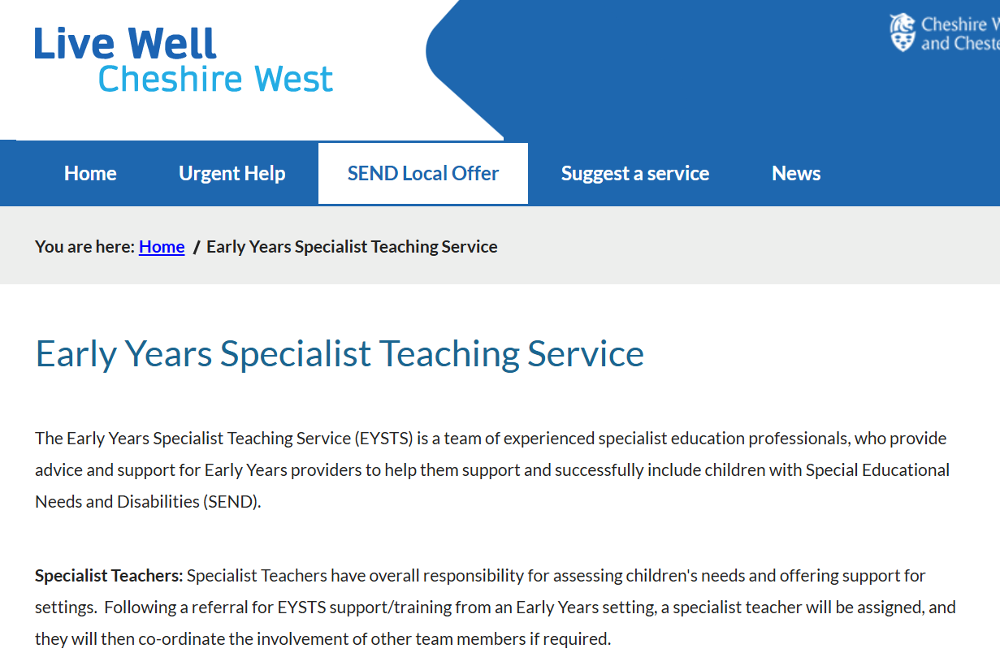 Live Well
Cheshire West
Cheshire
and
Home Urgent Help SEND Local Offer Suggest a service News
You are here: Home / Early Years Specialist Teaching Service
Early Years Specialist Teaching Service
The Early Years Specialist Teaching Service (EYSTS) is a team of experienced specialist education professionals, who provide
advice and support for Early Years providers to help them support and successfully include children with Special Educational
Needs and Disabilities (SEND).
Specialist Teachers: Specialist Teachers have overall responsibility for assessing children's needs and offering support for
settings.  Following a referral for EYSTS support/training from an Early Years setting, a specialist teacher will be assigned, and
they will then co-ordinate the involvement of other team members if required.